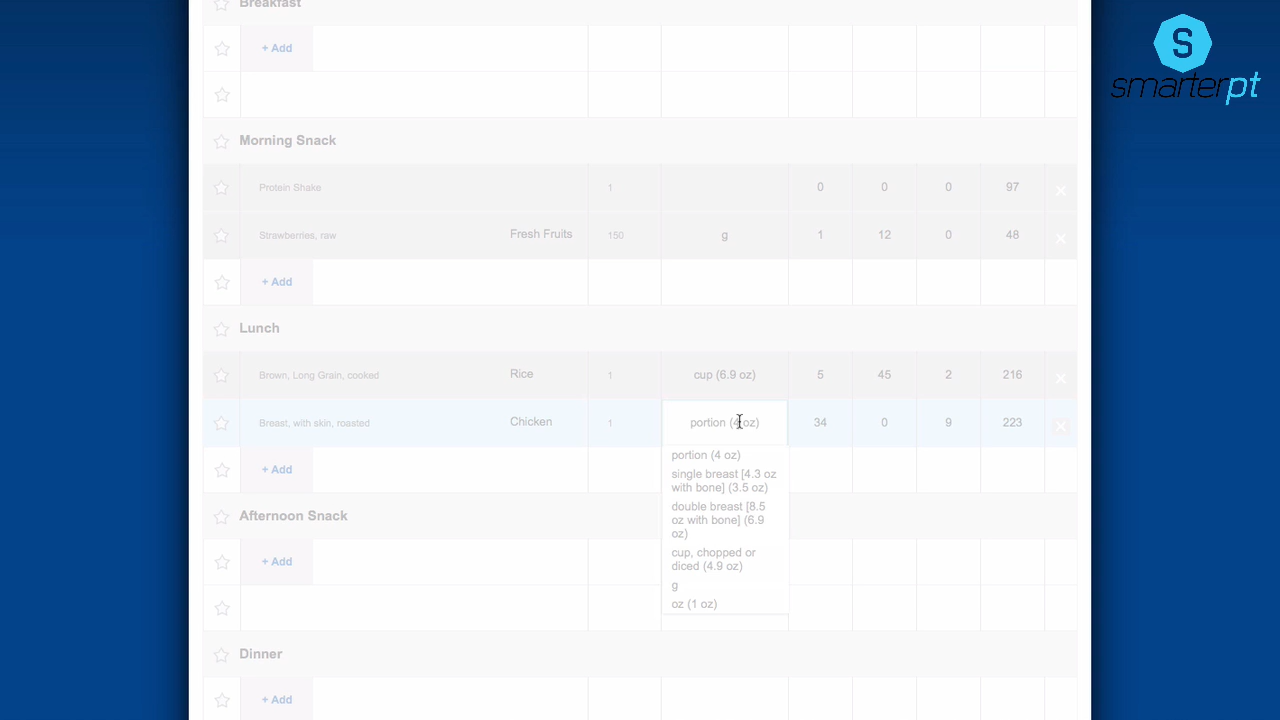 Breakfast
S
smarterpt
+ Add
Morning Snack
Protein Shake 1 0 0 0 97
Strawberries, raw Fresh Fruits 150 g 1 12 0 48
+ Add
Lunch
Brown, Long Grain, cooked Rice 1 cup (6.9 oz) 5 45 2 216
Breast, with skin, roasted Chicken 1 portion (4 oz) 34 0 9 223
portion (4 oz)
single breast [4.3 oz
with bone] (3.5 oz)
double breast [8.5
oz with bone] (6.9
oz)
cup, chopped or
diced (4.9 oz)
g
oz (1 oz)
+ Add
Afternoon Snack
+ Add
Dinner
+ Add